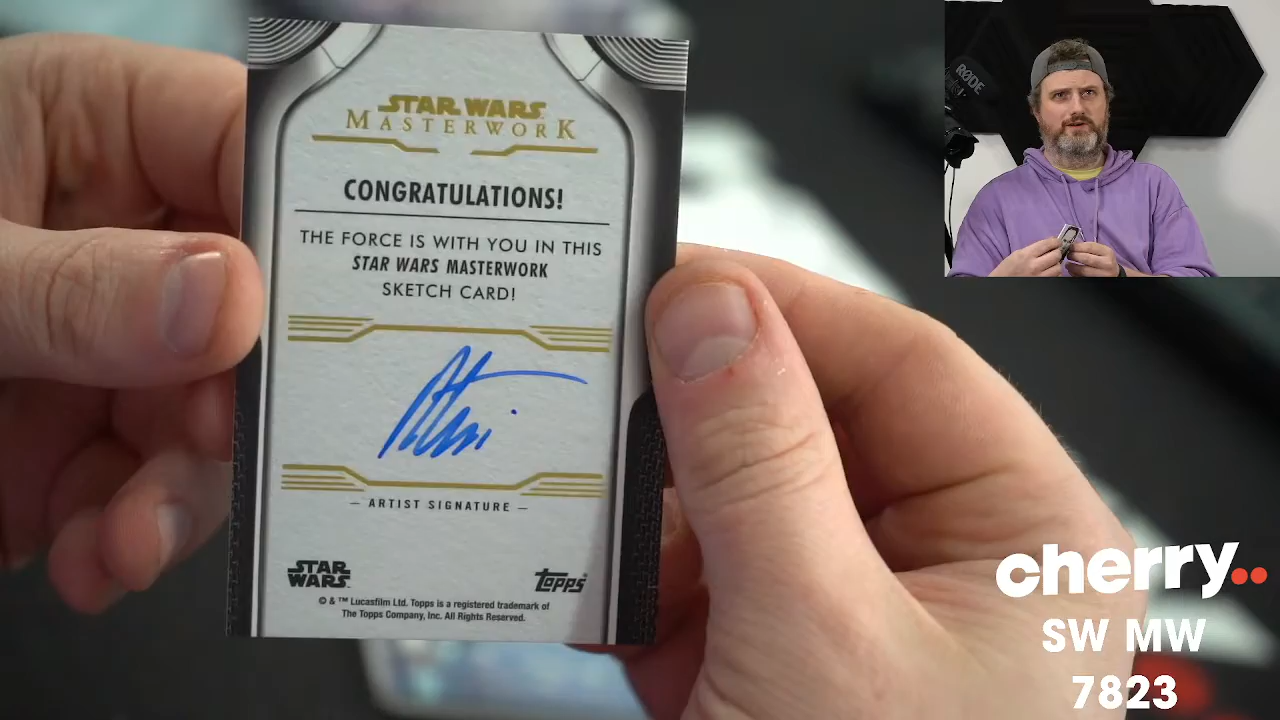 STAR WARS
MASTERWORK
CONGRATULATIONS!
THE FORCE IS WITH YOU IN THIS
STAR WARS MASTERWORK
SKETCH CARD!
— ARTIST SIGNATURE —
STAR
WARS
topps
© & ™ Lucasfilm Ltd. Topps is a registered trademark of
The Topps Company, Inc. All Rights Reserved.
RØDE
cherry..
SW MW
7823